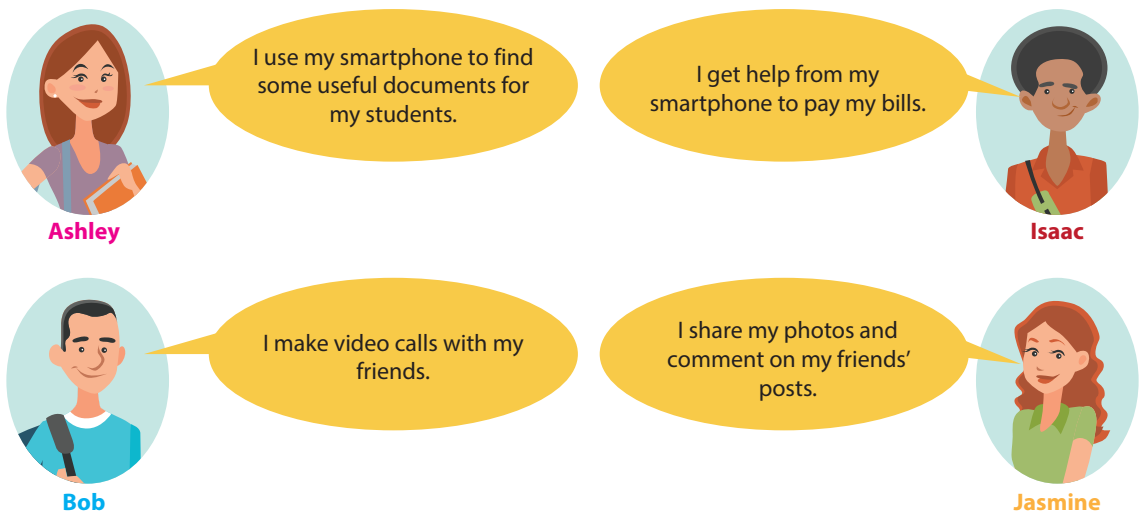 I use my smartphone to find
some useful documents for
my students.
Ashley
I get help from my
smartphone to pay my bills.
Isaac
I make video calls with my
friends.
Bob
I share my photos and
comment on my friends’
posts.
Jasmine